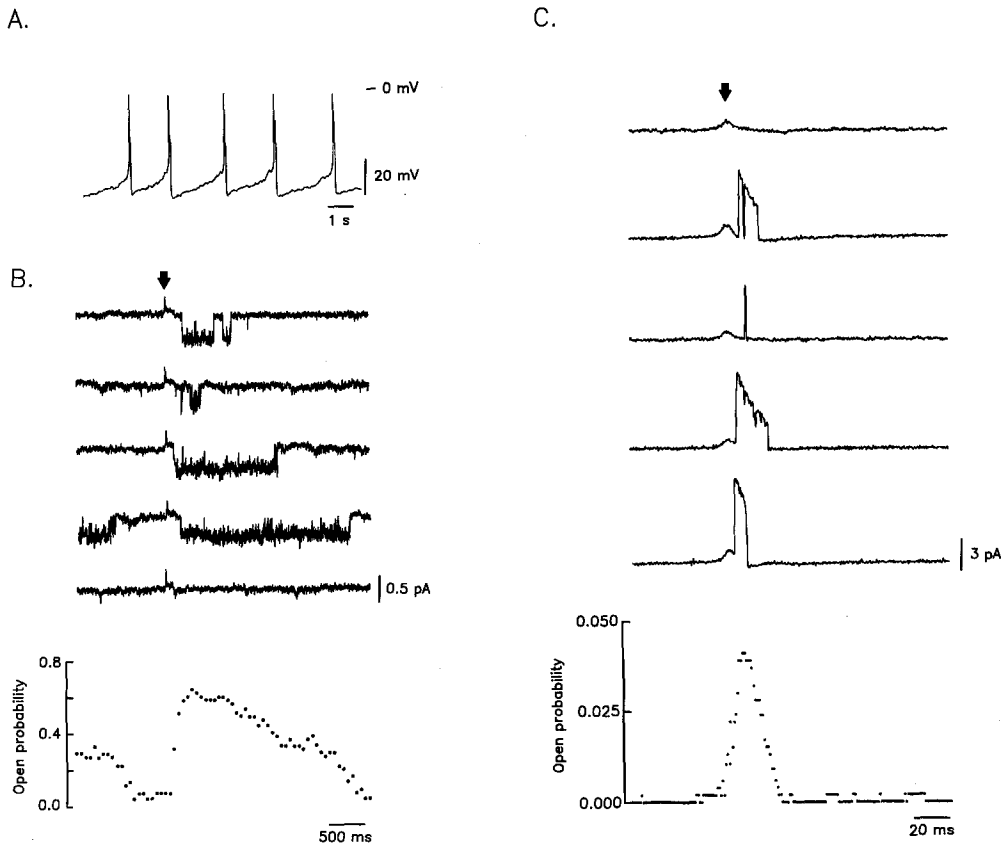 A.
– 0 mV
20 mV
1 s
B.
0.5 pA
0.8
0.4
0.0
Open probability
500 ms
C.
3 pA
0.050
0.025
0.000
Open probability
20 ms